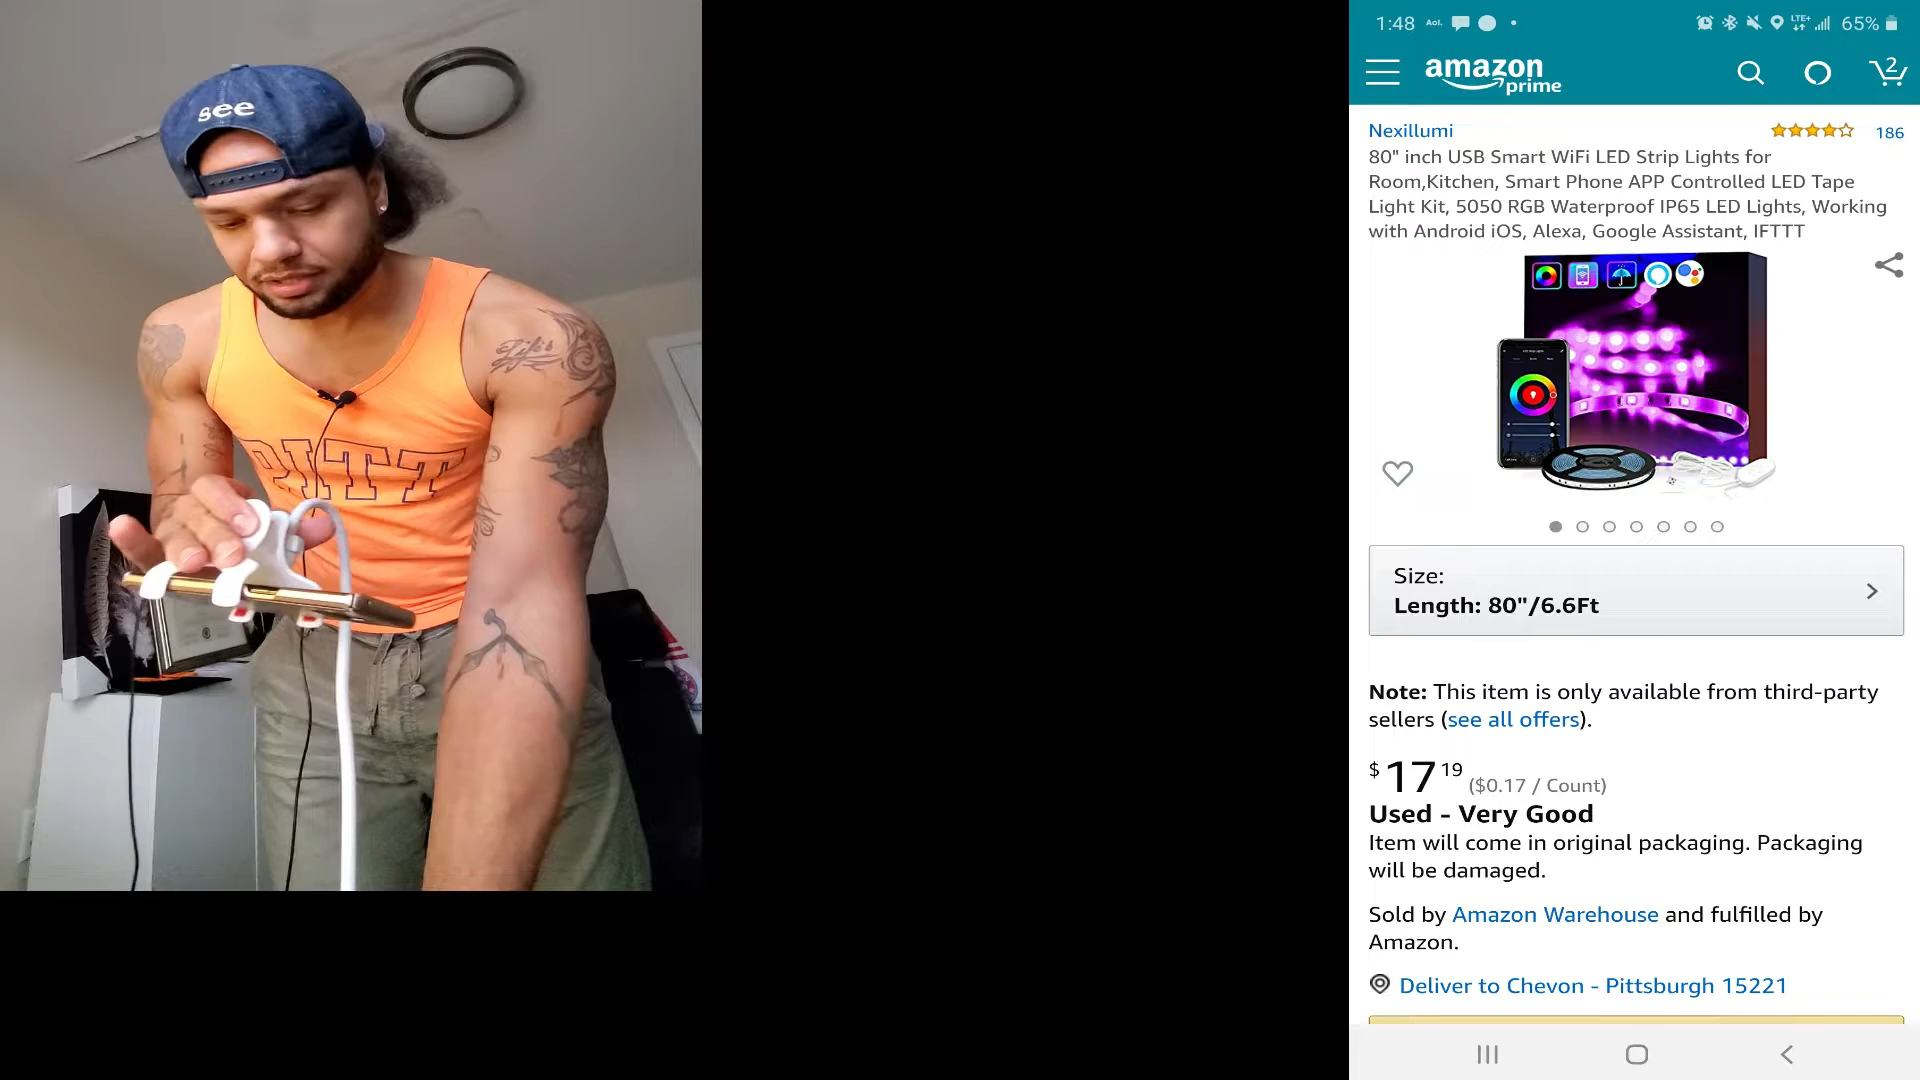 see
PITT
Life's
1:48 Aol. LTE+ 65%
amazon
prime
2
Nexillumi 186
80" inch USB Smart WiFi LED Strip Lights for
Room,Kitchen, Smart Phone APP Controlled LED Tape
Light Kit, 5050 RGB Waterproof IP65 LED Lights, Working
with Android iOS, Alexa, Google Assistant, IFTTT
Size:
Length: 80"/6.6Ft
Note: This item is only available from third-party
sellers (see all offers).
$17 19 ($0.17 / Count)
Used - Very Good
Item will come in original packaging. Packaging
will be damaged.
Sold by Amazon Warehouse and fulfilled by
Amazon.
Deliver to Chevon - Pittsburgh 15221